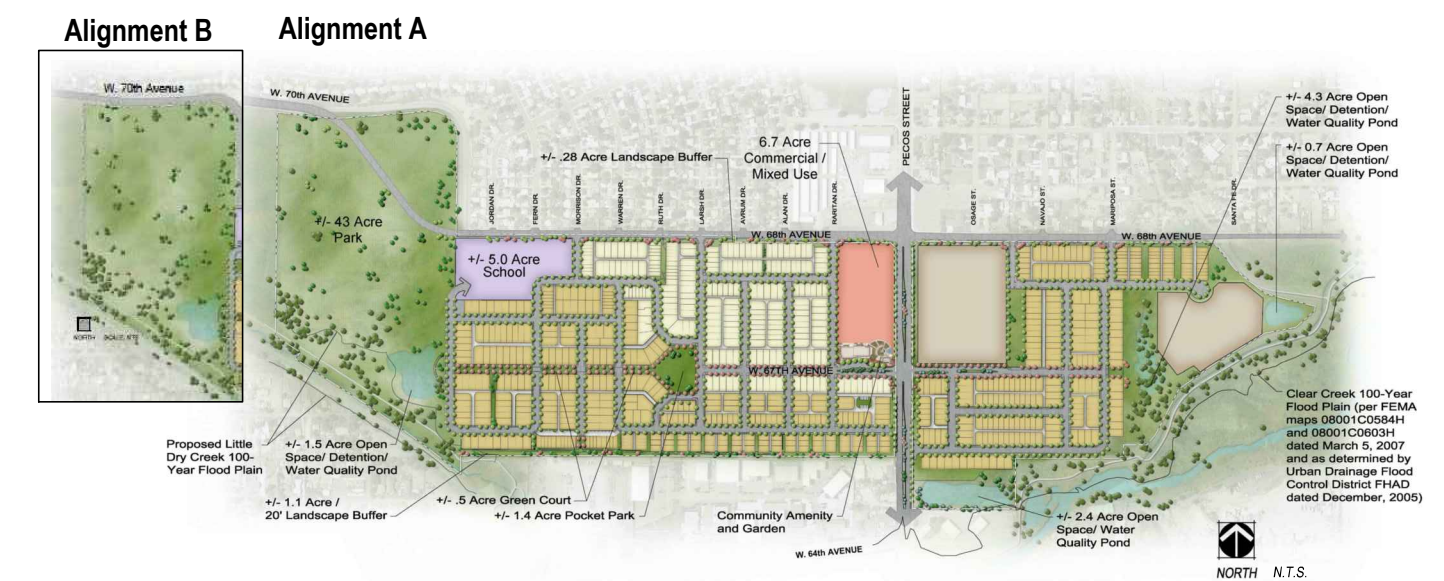 Alignment B
Alignment A
W. 70th Avenue
NORTH SCALE: NTS
W. 70th AVENUE
+/- 43 Acre
Park
+/- 5.0 Acre
School
+/- .28 Acre Landscape Buffer
6.7 Acre
Commercial /
Mixed Use
PECOS STREET
JORDAN DR.
FERN DR.
MORRISON DR.
WARREN DR.
RUTH DR.
LARSH DR.
AVRUM DR.
ALAN DR.
RARITAN DR.
OSAGE ST.
NAVAJO ST.
MARIPOSA ST.
SANTA FE DR.
W. 68th AVENUE
W. 68th AVENUE
W. 67TH AVENUE
+/- 4.3 Acre Open
Space/ Detention/
Water Quality Pond
+/- 0.7 Acre Open
Space/ Detention/
Water Quality Pond
Clear Creek 100-Year
Flood Plain (per FEMA
maps 08001C0584H
and 08001C0603H
dated March 5, 2007
and as determined by
Urban Drainage Flood
Control District FHAD
dated December, 2005)
Proposed Little
Dry Creek 100-
Year Flood Plain
+/- 1.5 Acre Open
Space/ Detention/
Water Quality Pond
+/- 1.1 Acre /
20' Landscape Buffer
+/- .5 Acre Green Court
+/- 1.4 Acre Pocket Park
Community Amenity
and Garden
W. 64th AVENUE
+/- 2.4 Acre Open
Space/ Water
Quality Pond
NORTH N.T.S.